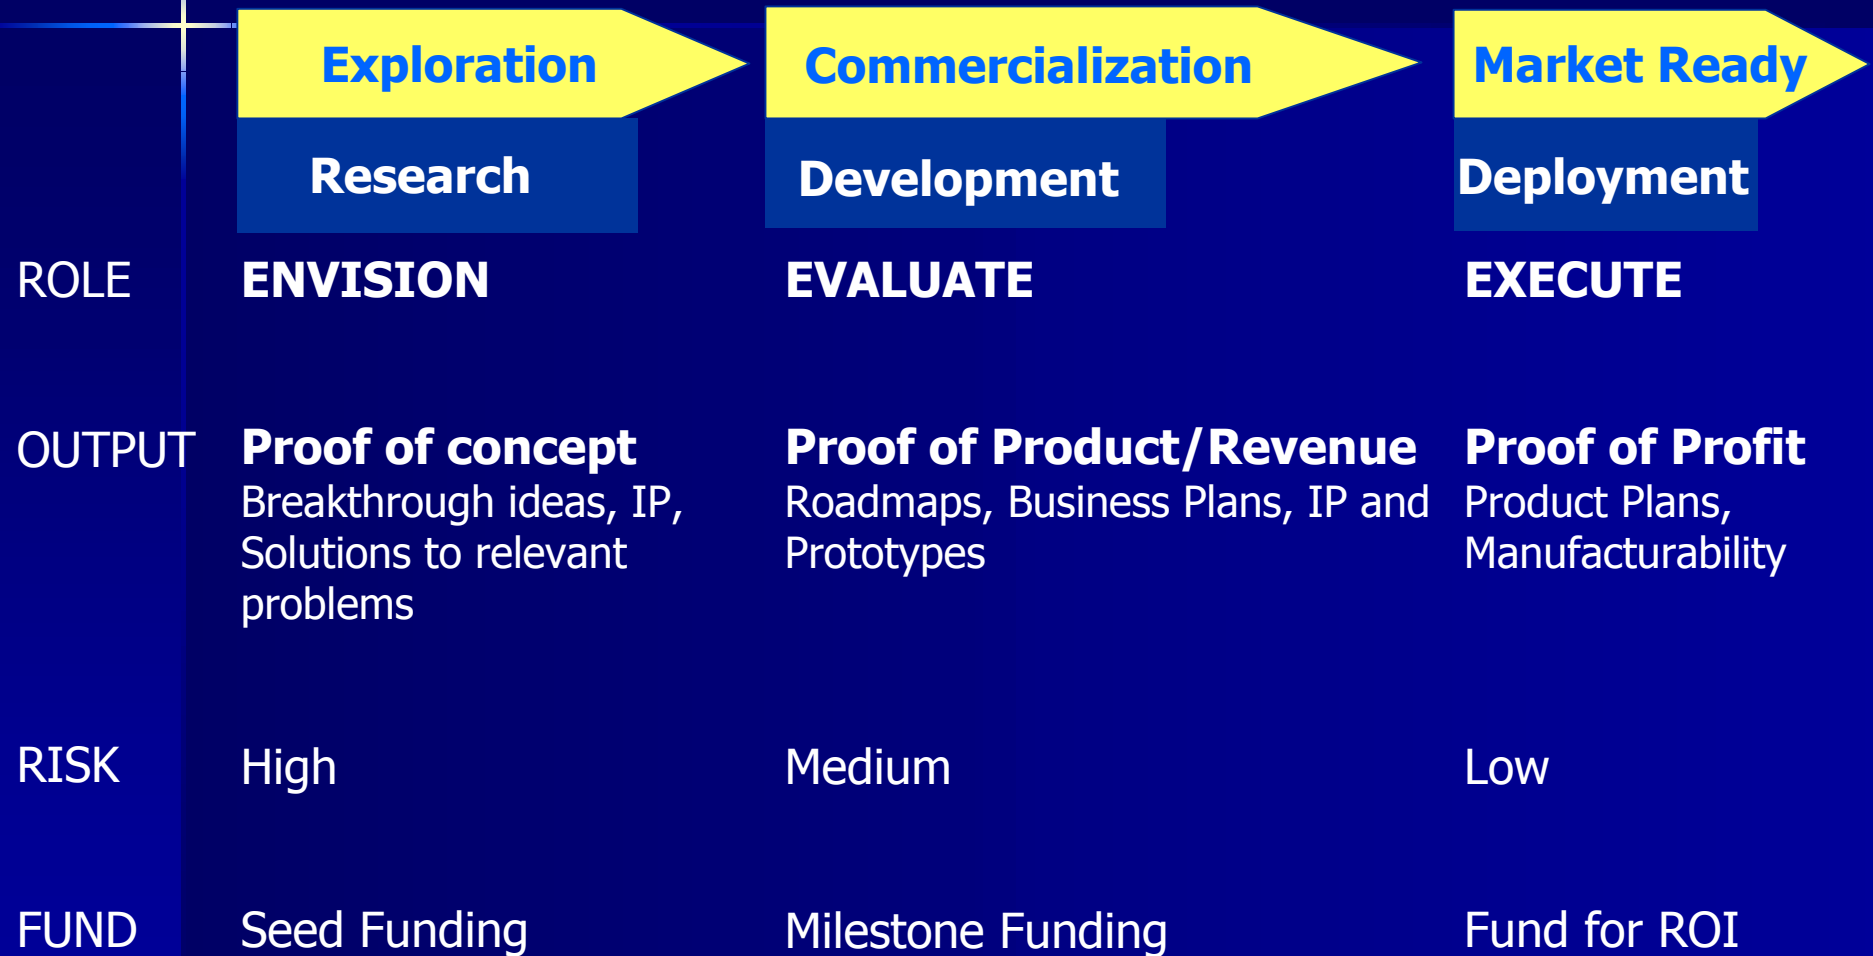 Exploration Commercialization Market Ready
Research Development Deployment
ROLE ENVISION EVALUATE EXECUTE
OUTPUT Proof of concept Proof of Product/Revenue Proof of Profit
Breakthrough ideas, IP, Roadmaps, Business Plans, IP and Product Plans,
Solutions to relevant Prototypes Manufacturability
problems
RISK High Medium Low
FUND Seed Funding Milestone Funding Fund for ROI